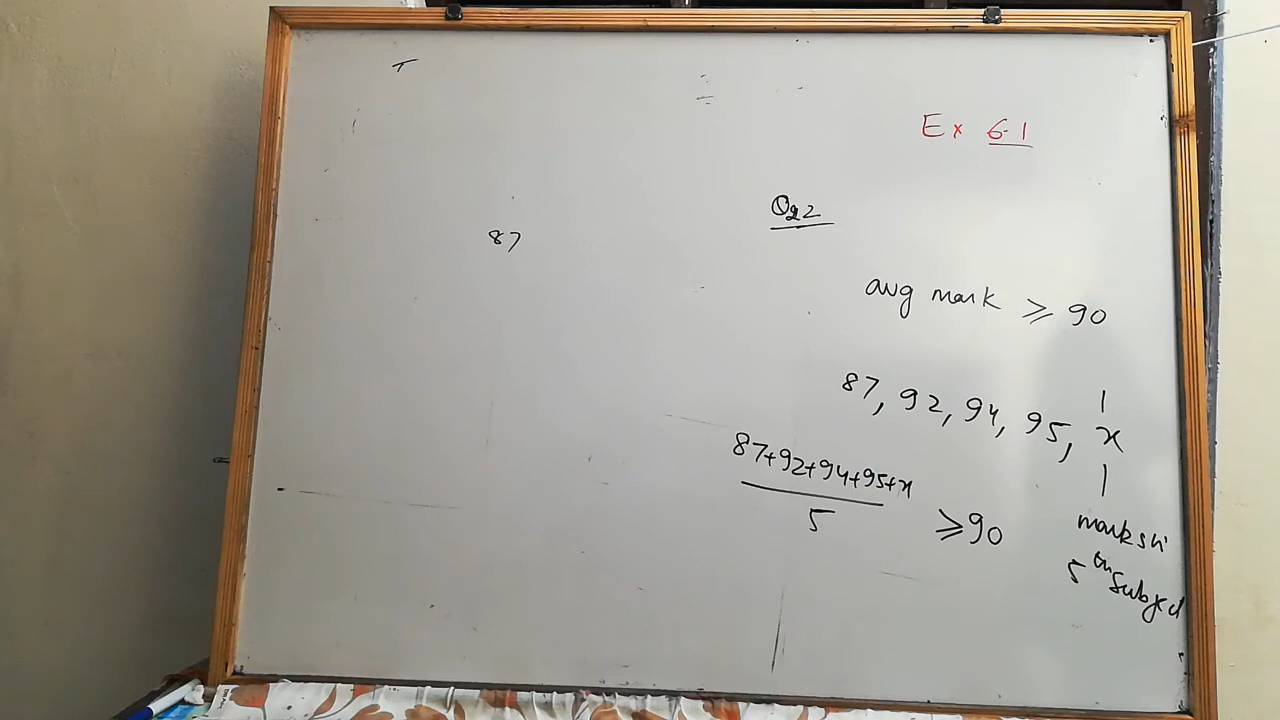 Ex 6.1
Q22
87
avg mark ⩾ 90
87, 92, 94, 95, x
87+92+94+95+x
5
⩾90
marks in
5th subject